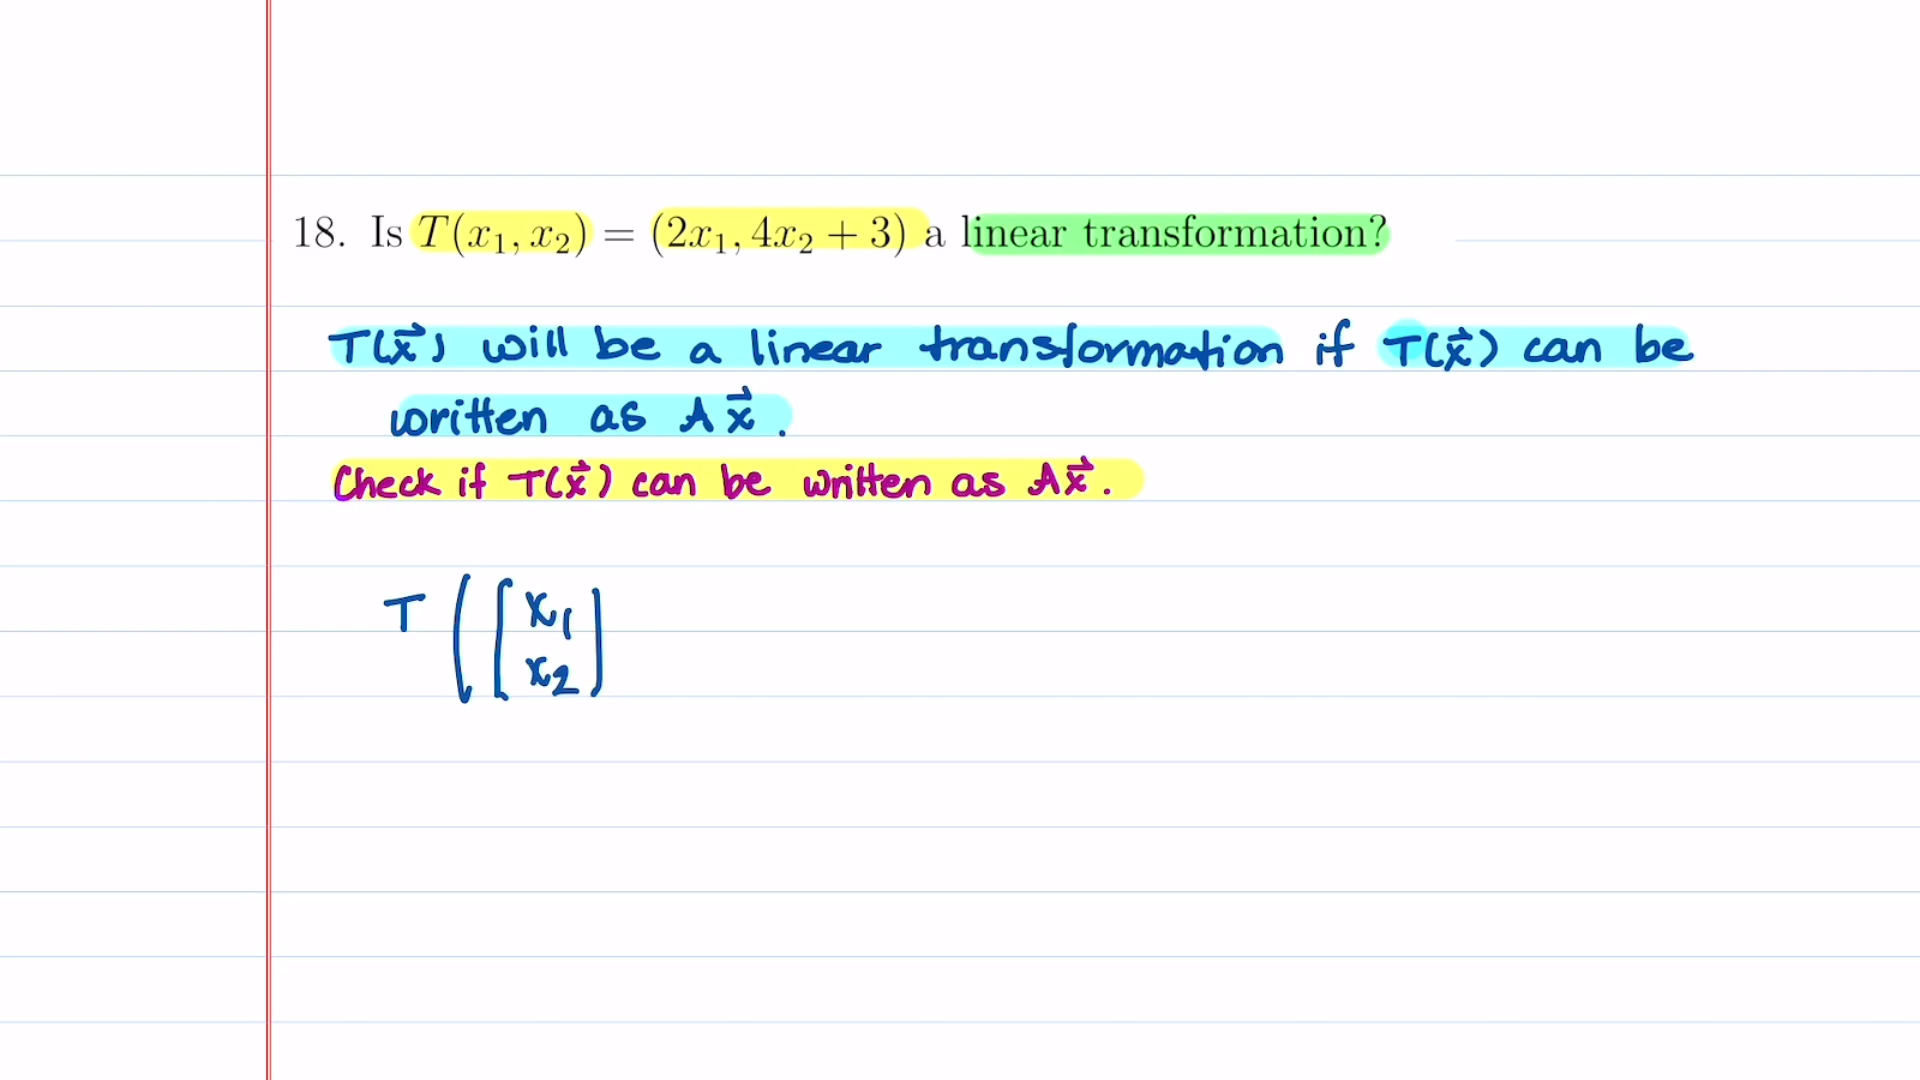 18. Is T(x₁, x₂) = (2x₁, 4x₂ + 3) a linear transformation?
T(x⃗) will be a linear transformation if T(x⃗) can be
written as Ax⃗.
Check if T(x⃗) can be written as Ax⃗.
T ( [ x₁
x₂ ]